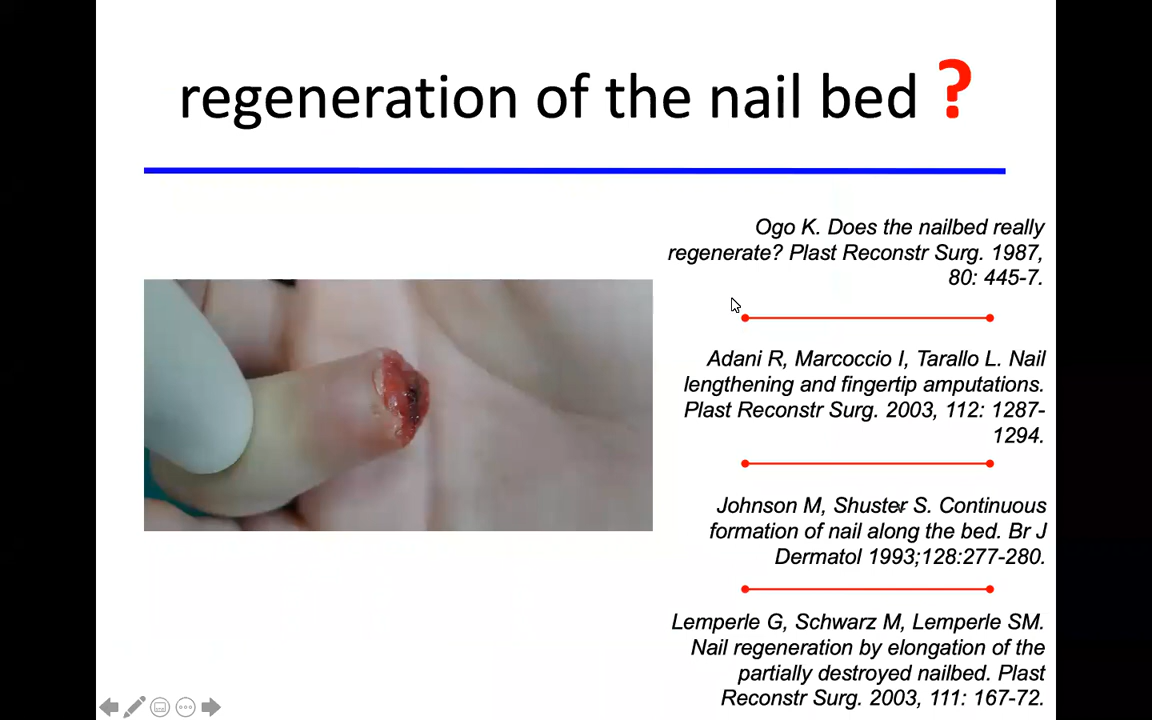 regeneration of the nail bed ?
Ogo K. Does the nailbed really
regenerate? Plast Reconstr Surg. 1987,
80: 445-7.
Adani R, Marcoccio I, Tarallo L. Nail
lengthening and fingertip amputations.
Plast Reconstr Surg. 2003, 112: 1287-
1294.
Johnson M, Shuster S. Continuous
formation of nail along the bed. Br J
Dermatol 1993;128:277-280.
Lemperle G, Schwarz M, Lemperle SM.
Nail regeneration by elongation of the
partially destroyed nailbed. Plast
Reconstr Surg. 2003, 111: 167-72.